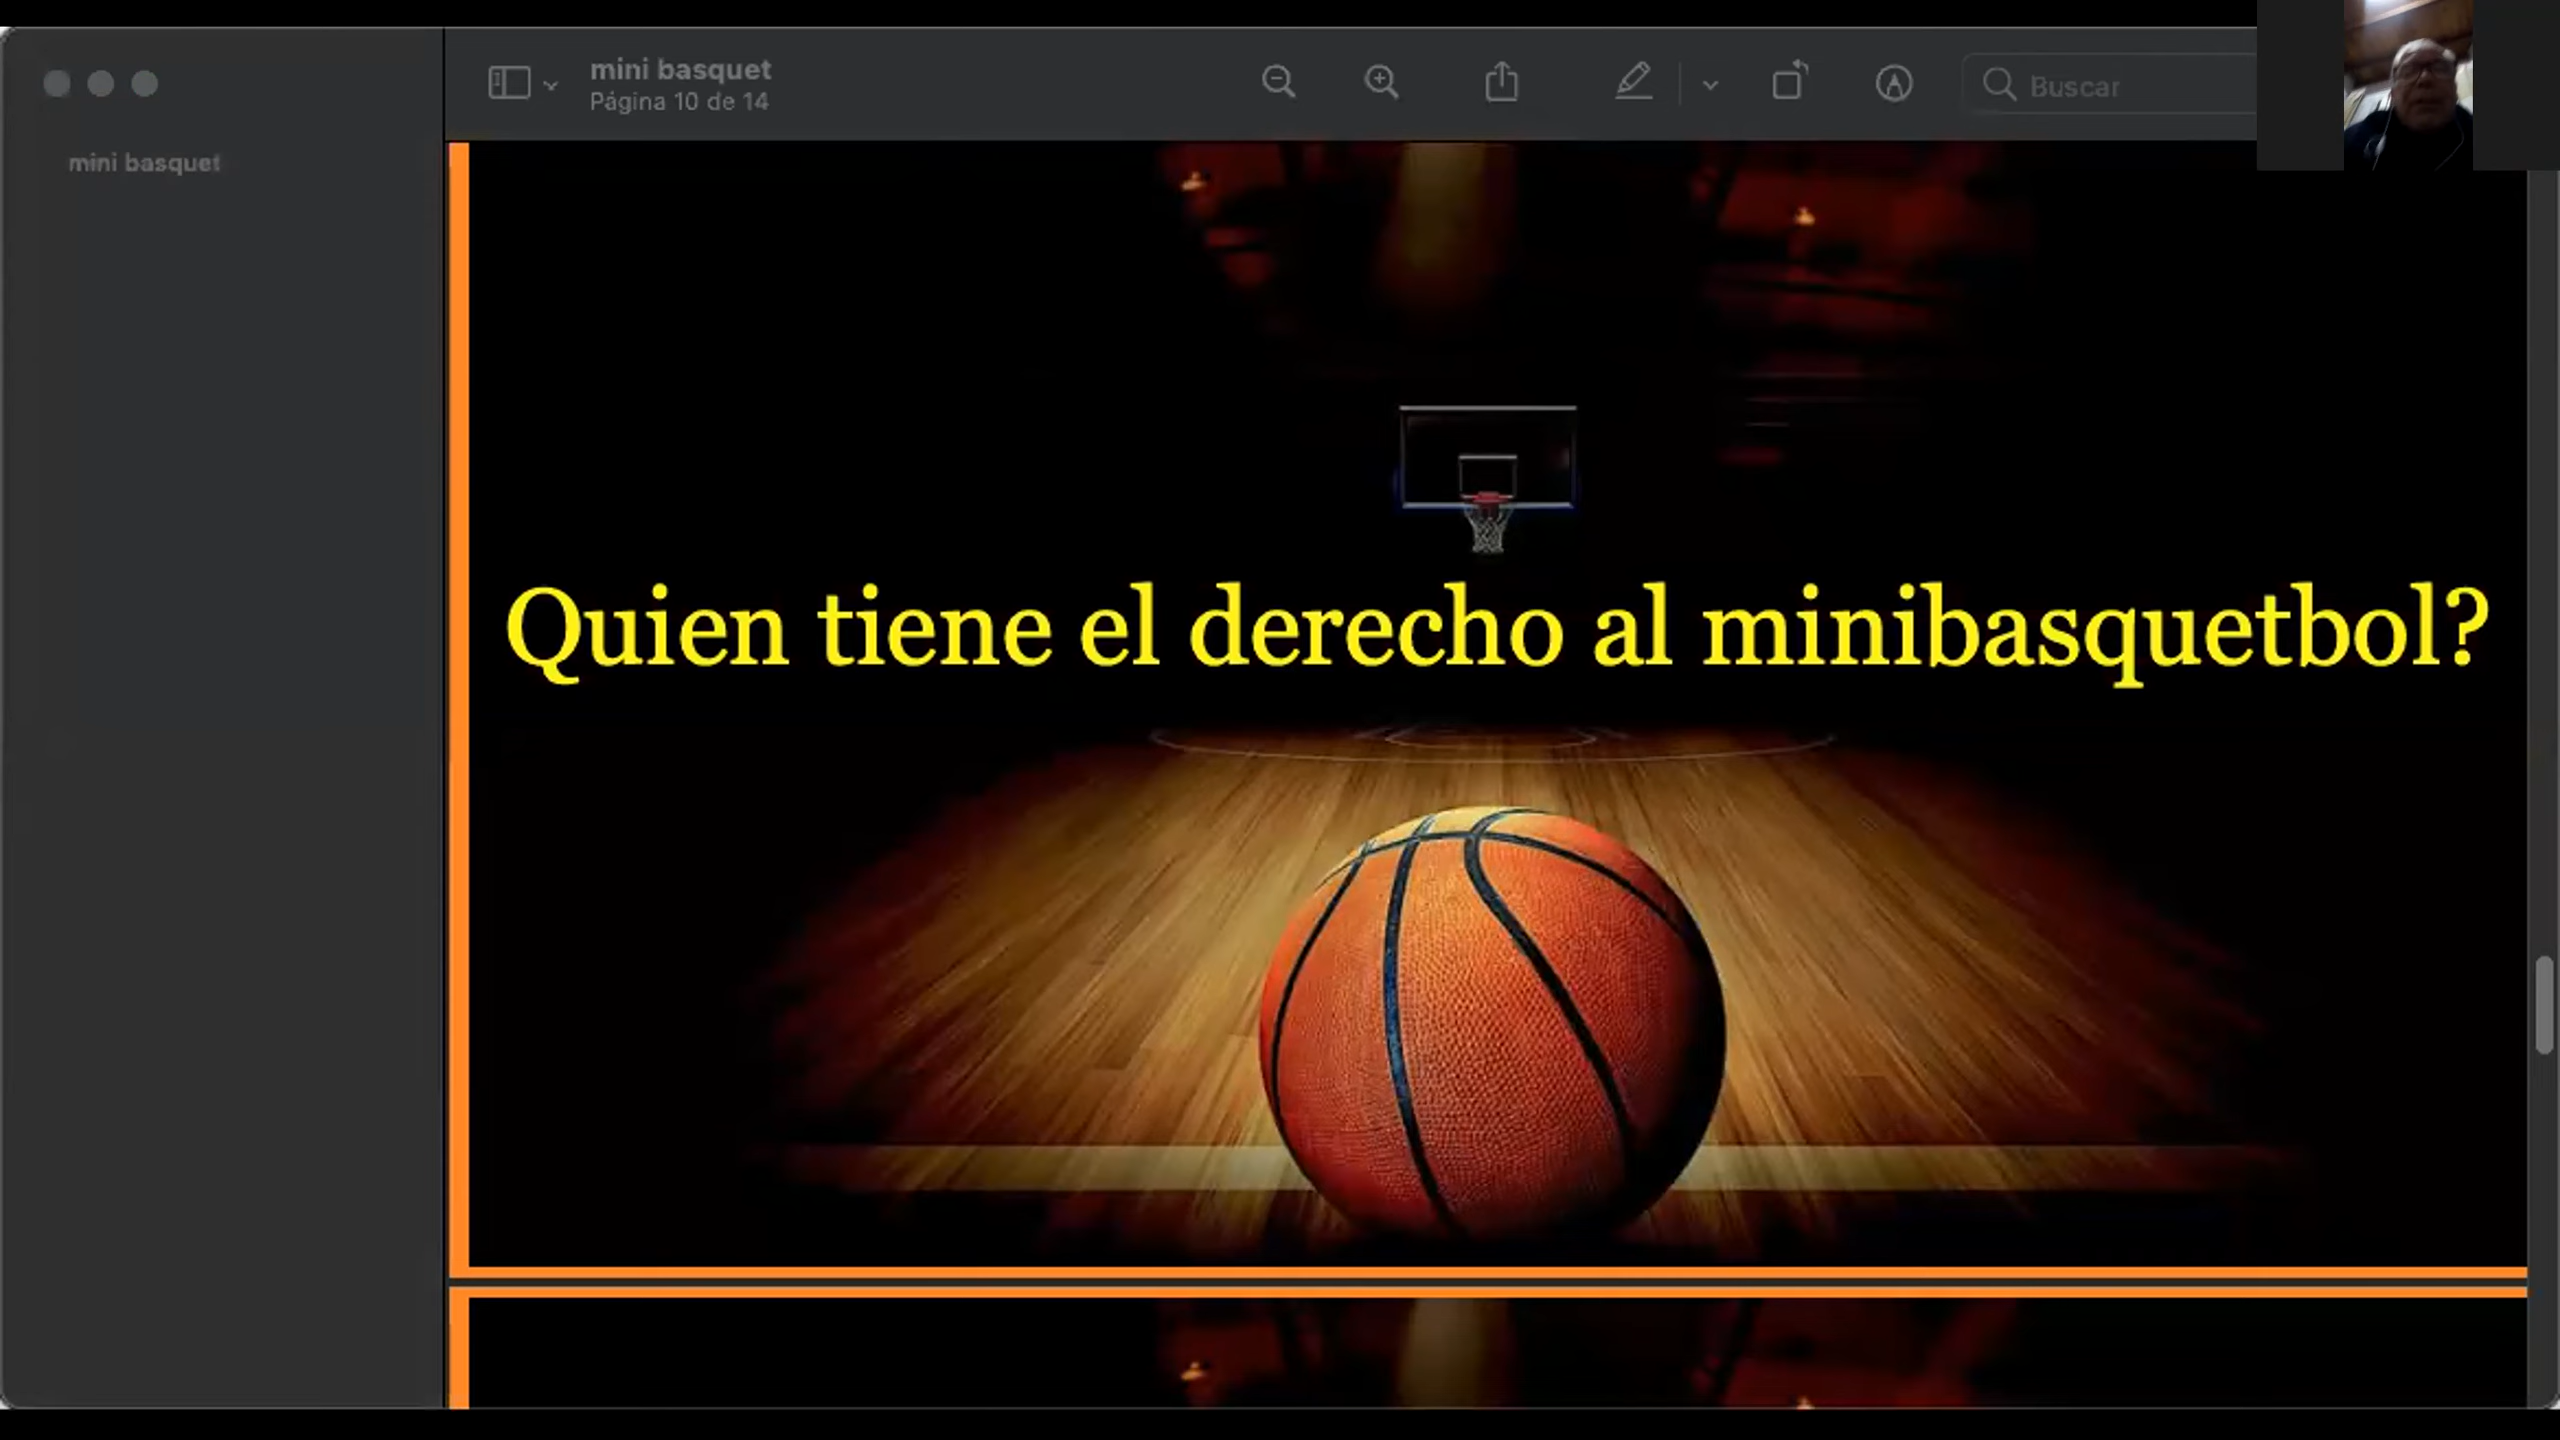 mini basquet
Página 10 de 14
Buscar
mini basquet
Quien tiene el derecho al minibasquetbol?